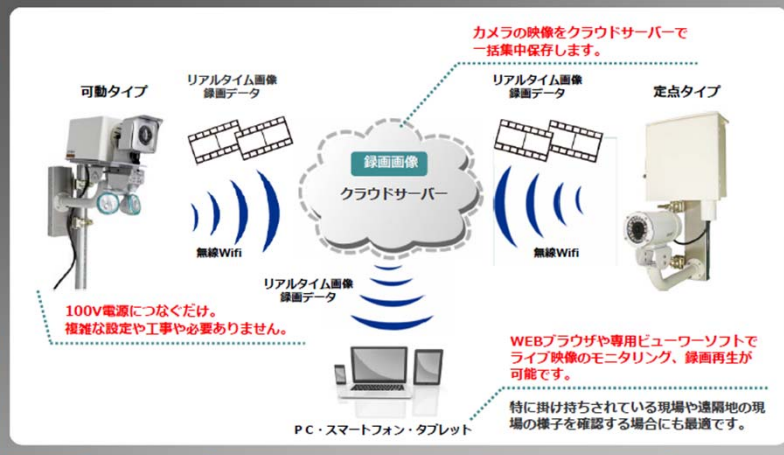 カメラの映像をクラウドサーバーで
一括集中保存します。
可動タイプ
リアルタイム画像
録画データ
リアルタイム画像
録画データ
定点タイプ
録画画像
クラウドサーバー
無線Wifi
無線Wifi
リアルタイム画像
録画データ
100V電源につなぐだけ。
複雑な設定や工事や必要ありません。
WEBブラウザや専用ビューワーソフトで
ライブ映像のモニタリング、録画再生が
可能です。
特に掛け持ちされている現場や遠隔地の現
場の様子を確認する場合にも最適です。
PC・スマートフォン・タブレット